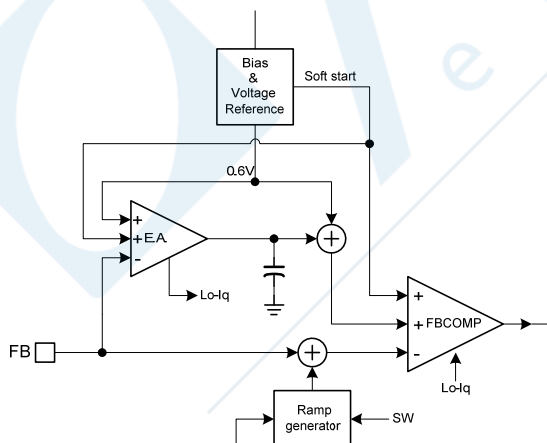 Bias
&
Voltage
Reference
Soft start
0.6V
+
+
-
E.A.
+
Lo-Iq
+
+
-
FBCOMP
FB
+
Lo-Iq
Ramp
generator
SW
e